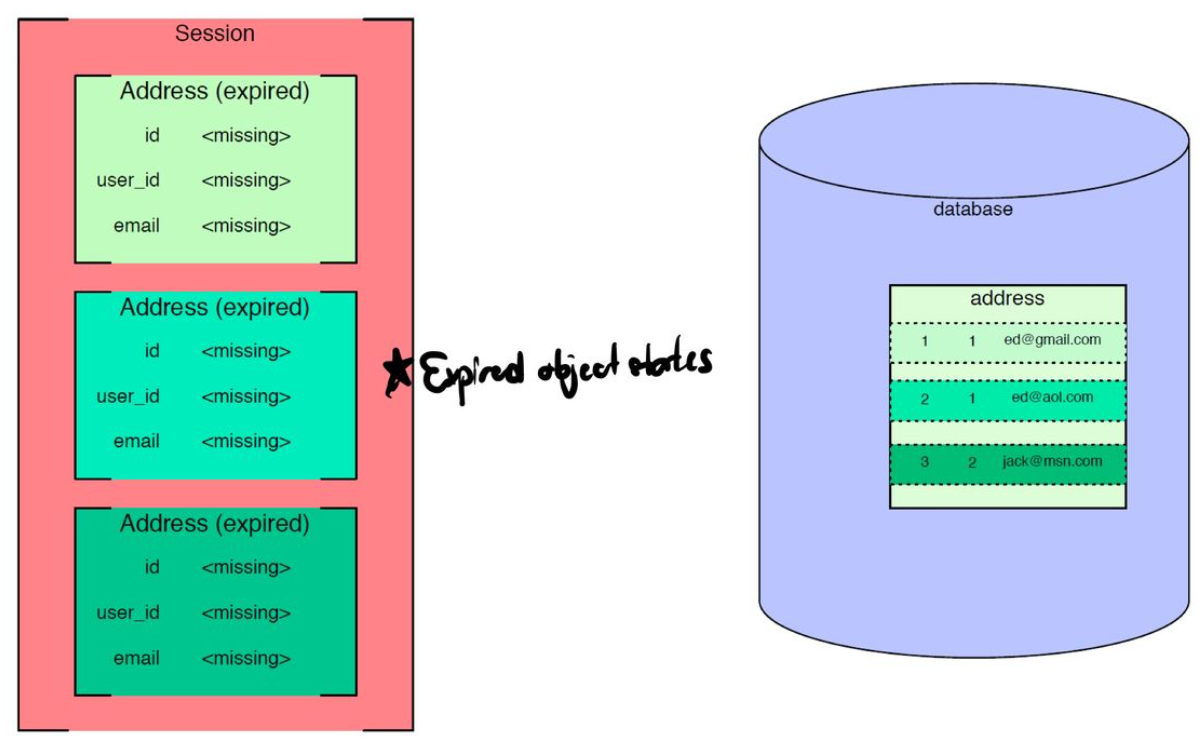 Session
Address (expired)
id <missing>
user_id <missing>
email <missing>
Address (expired)
id <missing>
user_id <missing>
email <missing>
Address (expired)
id <missing>
user_id <missing>
email <missing>
★ Expired object states
database
address
1 1 ed@gmail.com
2 1 ed@aol.com
3 2 jack@msn.com